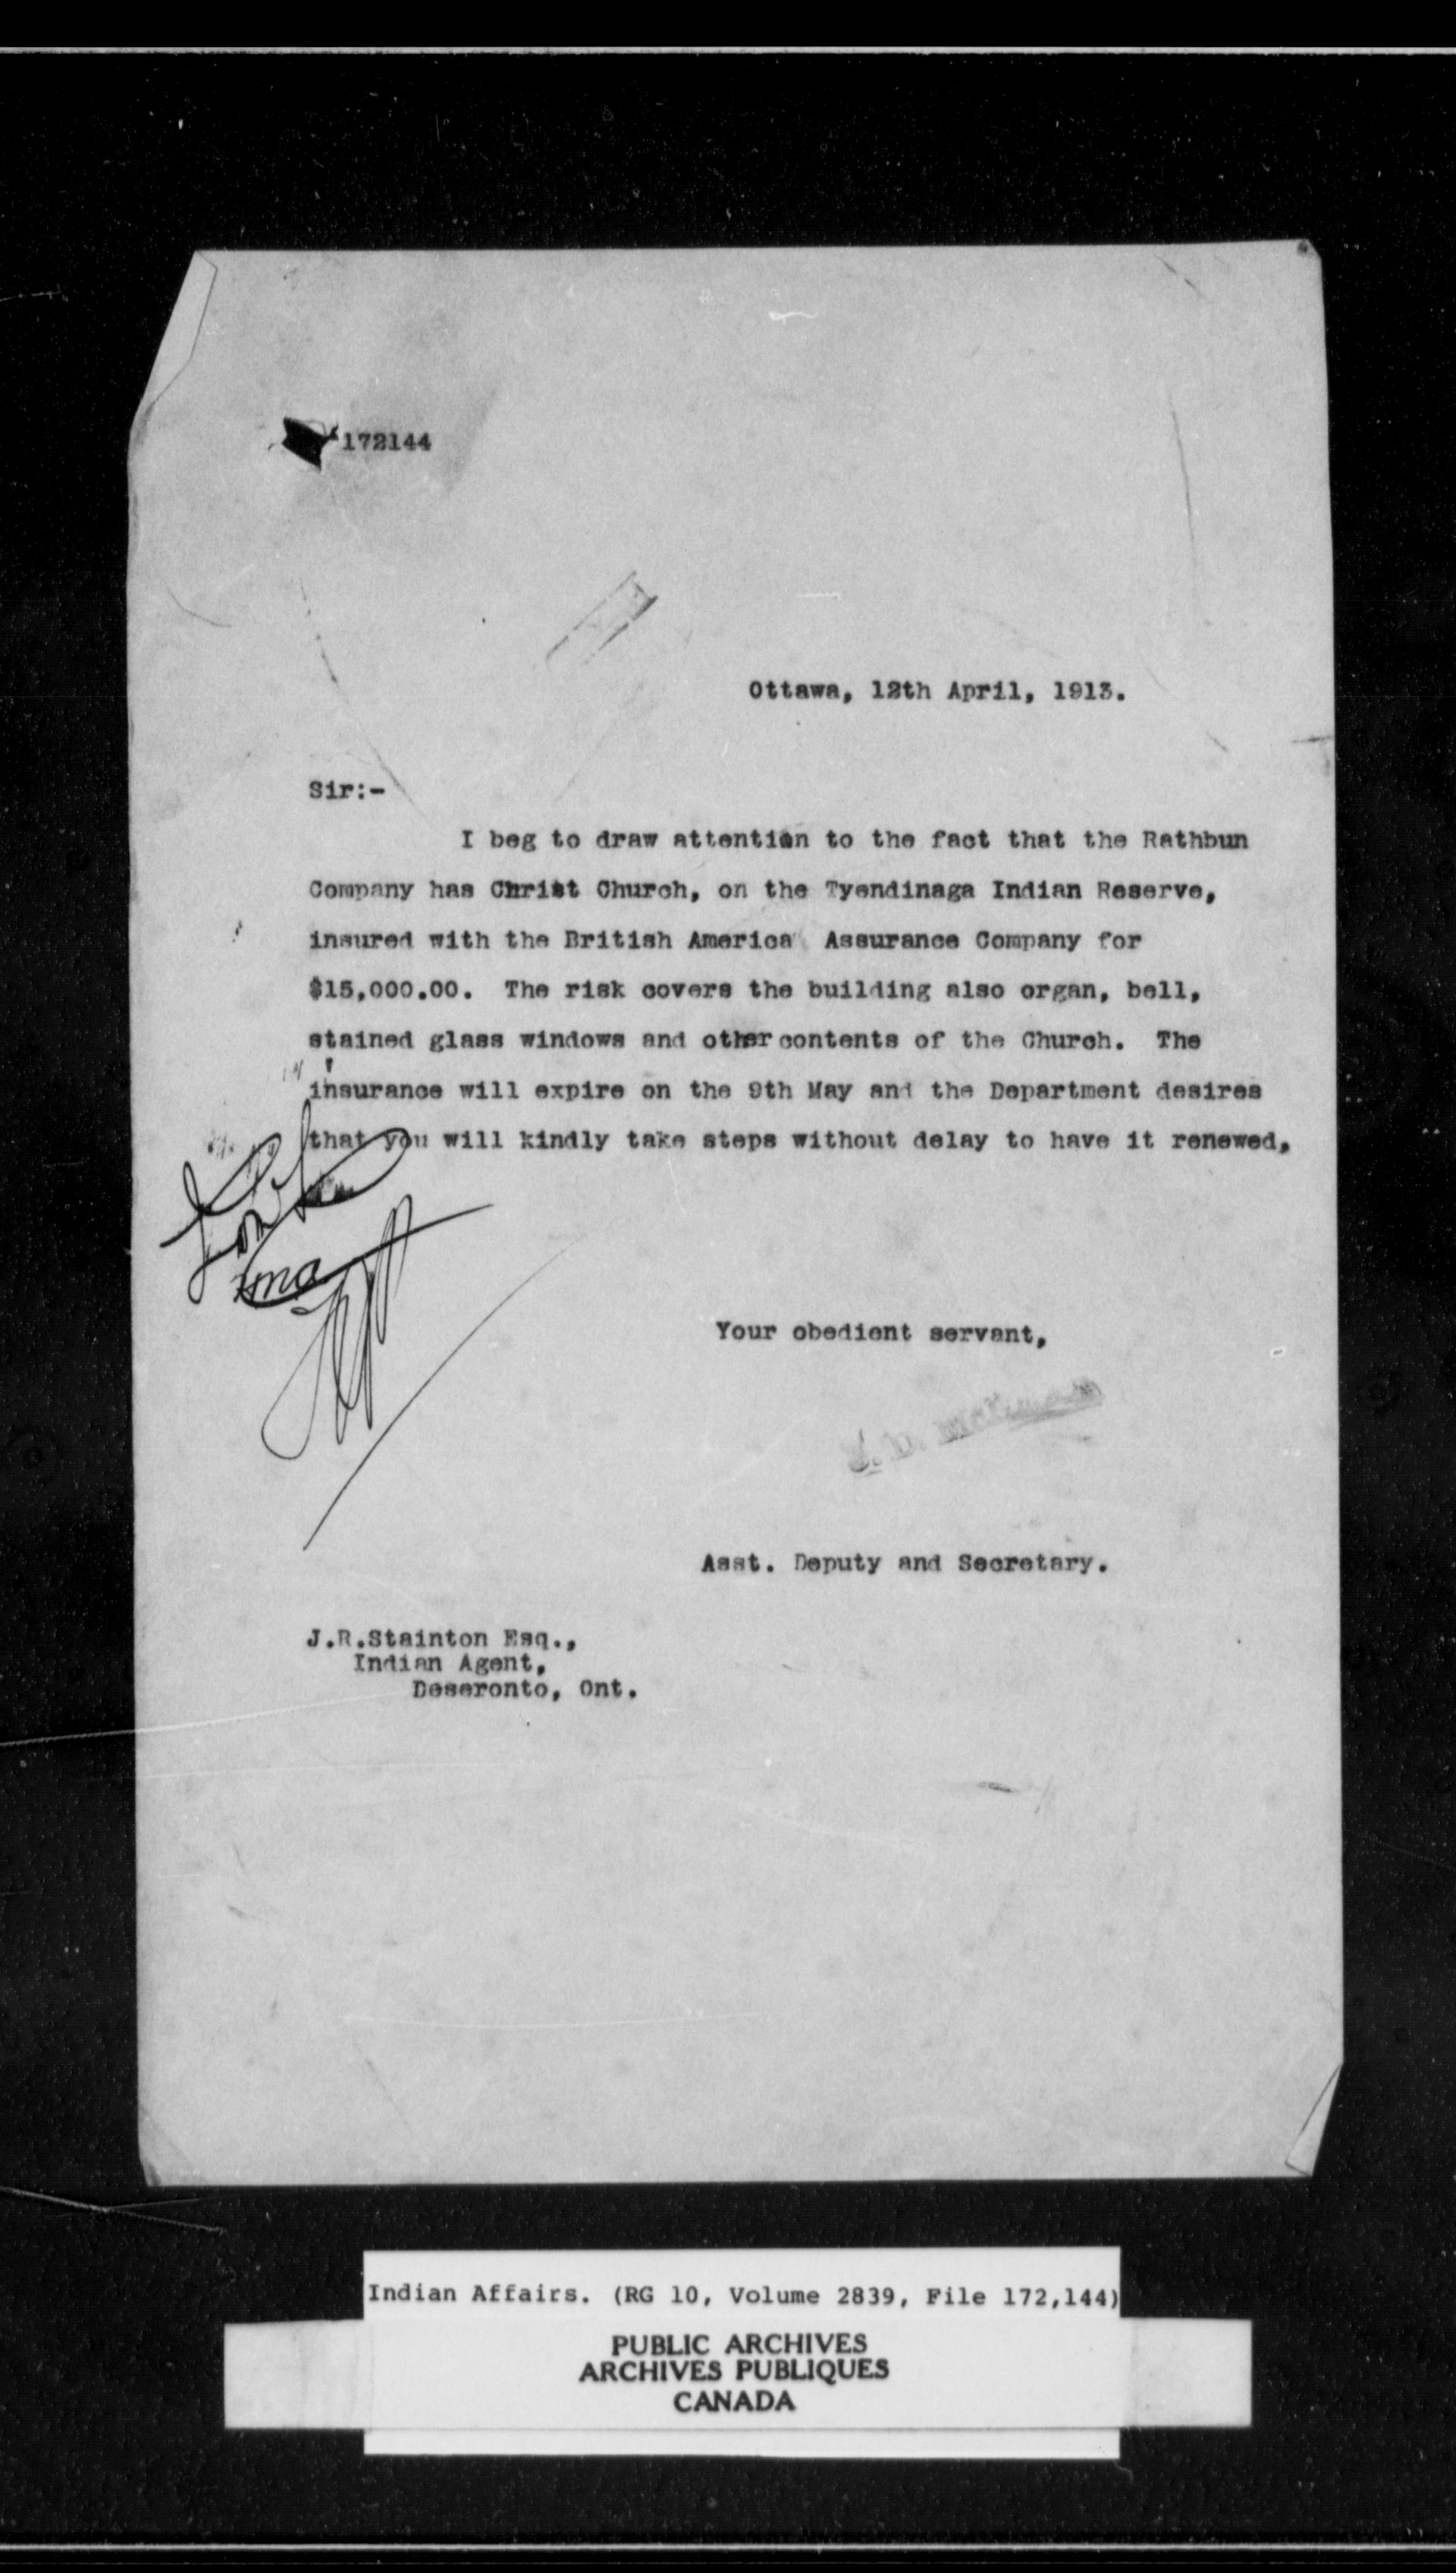 172144
Ottawa, 12th April, 1913.
Sir:-
I beg to draw attention to the fact that the Rathbun
Company has Christ Church, on the Tyendinaga Indian Reserve,
insured with the British America Assurance Company for
$15,000.00. The risk covers the building also organ, bell,
stained glass windows and other contents of the Church. The
insurance will expire on the 9th May and the Department desires
that you will kindly take steps without delay to have it renewed.
Your obedient servant,
Asst. Deputy and Secretary.
J.R.Stainton Esq.,
Indian Agent,
Deseronto, Ont.
Indian Affairs. (RG 10, Volume 2839, File 172,144)
PUBLIC ARCHIVES
ARCHIVES PUBLIQUES
CANADA